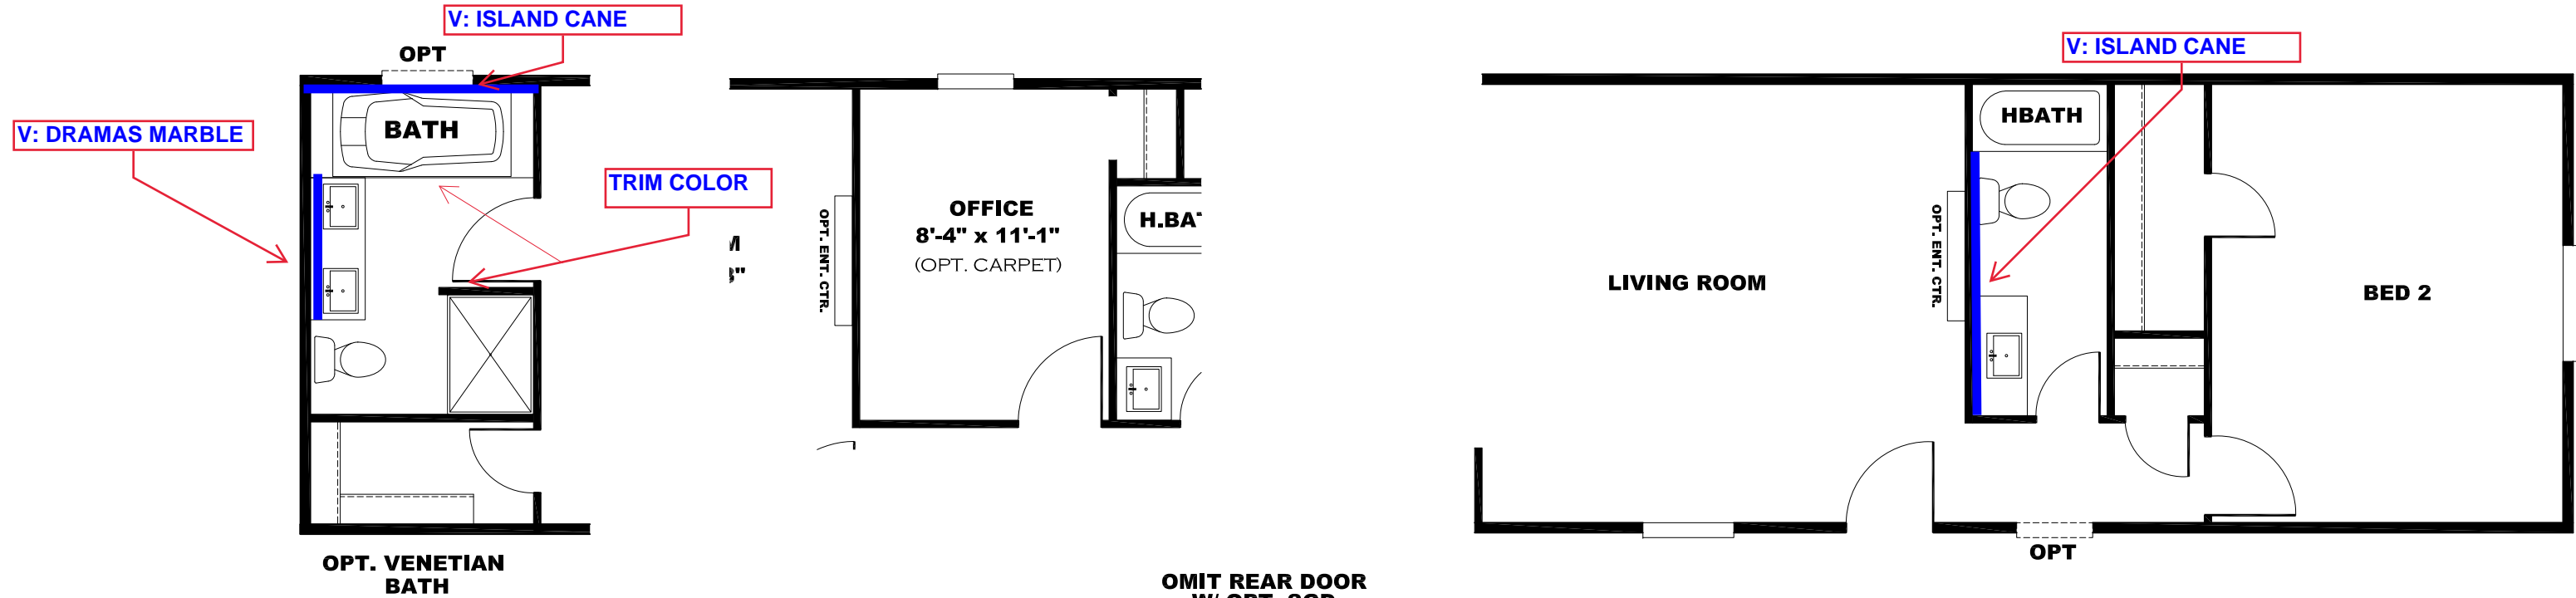 V: ISLAND CANE
OPT
BATH
V: DRAMAS MARBLE
TRIM COLOR
OPT. VENETIAN
BATH
OPT. ENT. CTR.
OFFICE
8'-4" x 11'-1"
(OPT. CARPET)
OMIT REAR DOOR
V: ISLAND CANE
HBATH
OPT. ENT. CTR.
LIVING ROOM
BED 2
OPT